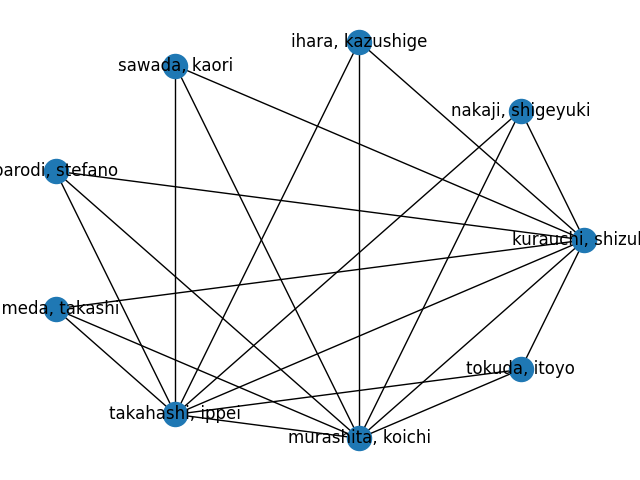 ihara, kazushige
sawada, kaori
nakaji, shigeyuki
parodi, stefano
kurauchi, shizu
meda, takashi
tokuda, itoyo
takahashi, ippei
murashita, koichi